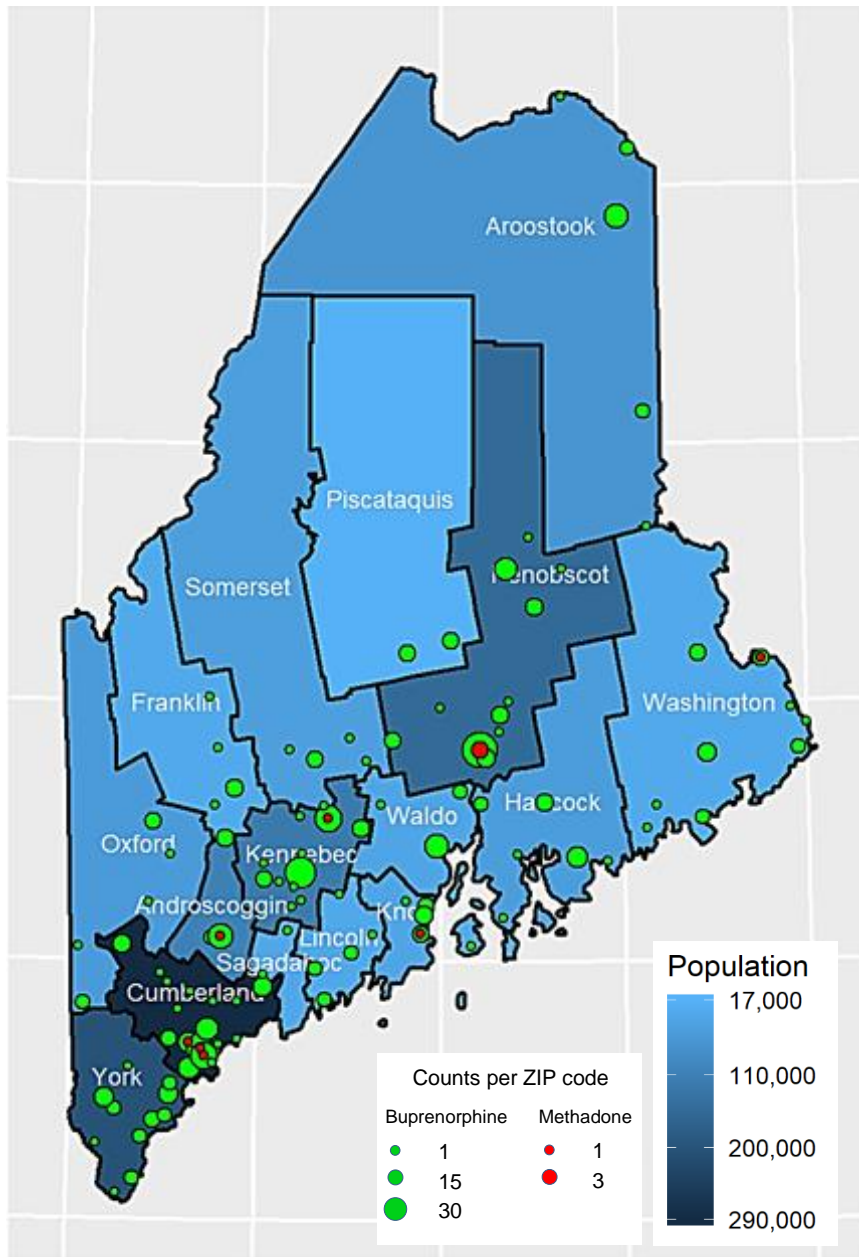 Aroostook
Piscataquis
Penobscot
Somerset
Franklin
Washington
Hancock
Waldo
Oxford
Kennebec
Androscoggin
Knox
Lincoln
Sagadahoc
Cumberland
York
Population
17,000
110,000
200,000
290,000
Counts per ZIP code
Buprenorphine Methadone
1 1
15 3
30